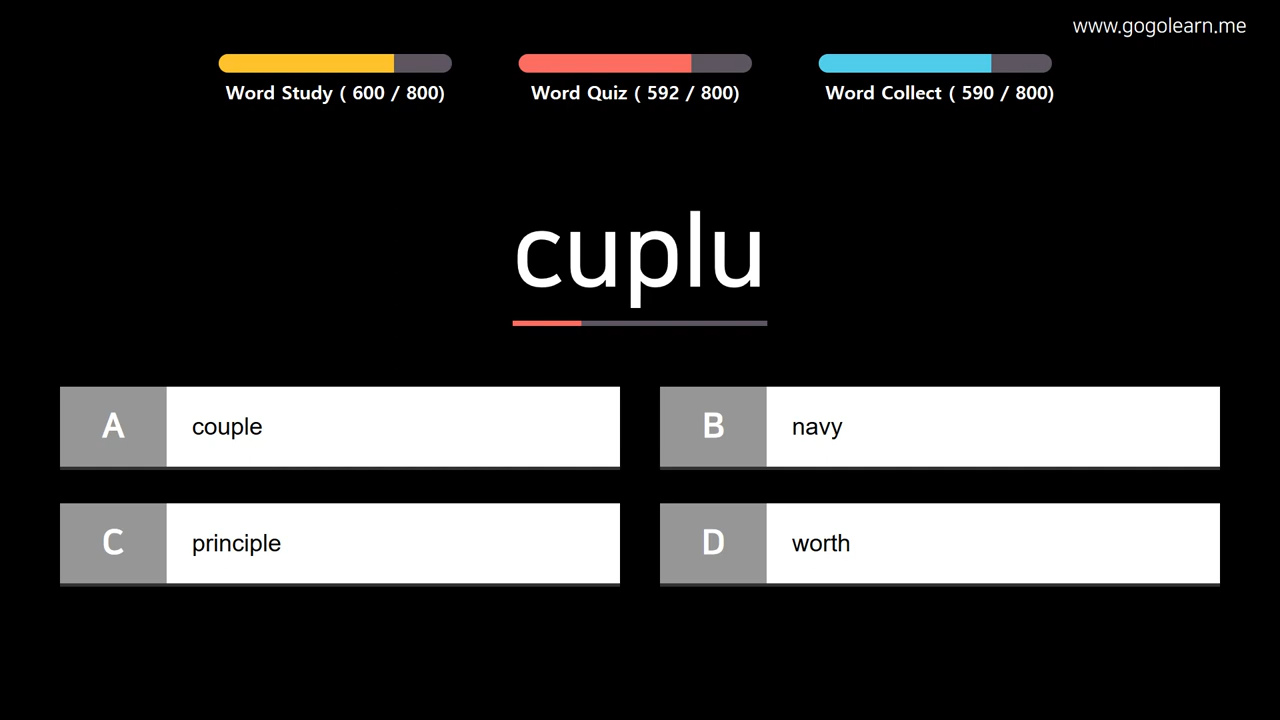 www.gogolearn.me
Word Study ( 600 / 800)
Word Quiz ( 592 / 800)
Word Collect ( 590 / 800)
cuplu
A couple
B navy
C principle
D worth